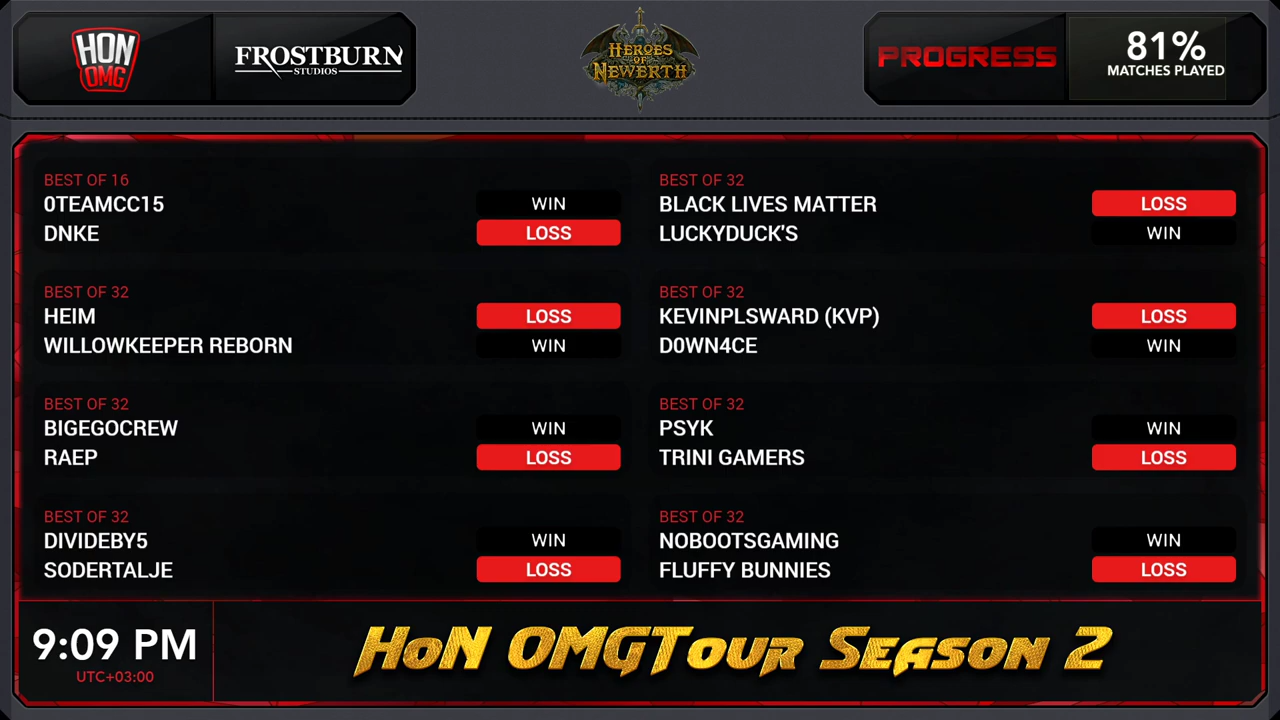 HON
OMG
FROSTBURN
STUDIOS
HEROES
OF
NEWERTH
PROGRESS
81%
MATCHES PLAYED
BEST OF 16
0TEAMCC15 WIN
DNKE LOSS
BEST OF 32
BLACK LIVES MATTER LOSS
LUCKYDUCK'S WIN
BEST OF 32
HEIM LOSS
WILLOWKEEPER REBORN WIN
BEST OF 32
KEVINPLSWARD (KVP) LOSS
D0WN4CE WIN
BEST OF 32
BIGEGOCREW WIN
RAEP LOSS
BEST OF 32
PSYK WIN
TRINI GAMERS LOSS
BEST OF 32
DIVIDEBY5 WIN
SODERTALJE LOSS
BEST OF 32
NOBOOTSGAMING WIN
FLUFFY BUNNIES LOSS
9:09 PM
UTC+03:00
HoN OMGTour Season 2